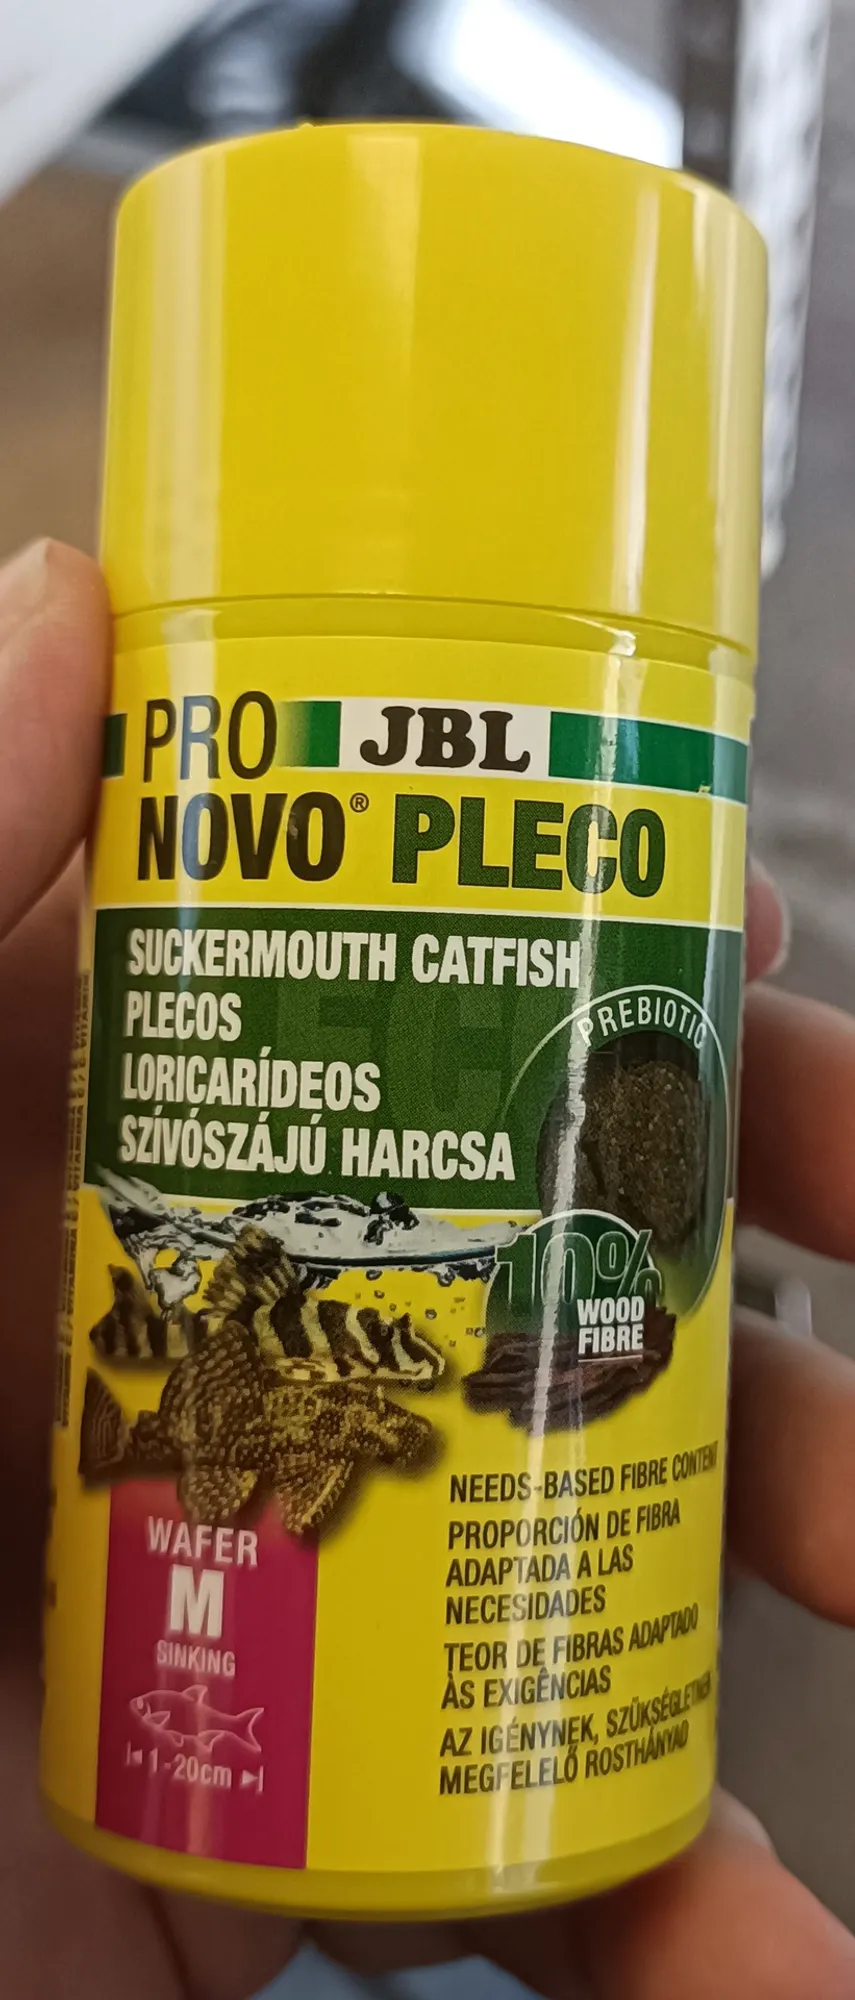 PRO JBL
NOVO® PLECO
SUCKERMOUTH CATFISH
PLECOS
LORICARÍDEOS
SZÍVÓSZÁJÚ HARCSA
PREBIOTIC
10%
WOOD
FIBRE
NEEDS-BASED FIBRE CONTENT
PROPORCIÓN DE FIBRA
ADAPTADA A LAS
NECESIDADES
TEOR DE FIBRAS ADAPTADO
ÀS EXIGÊNCIAS
AZ IGÉNYNEK, SZÜKSÉGLETNEK
MEGFELELŐ ROSTHÁNYAD
WAFER
M
SINKING
1-20cm